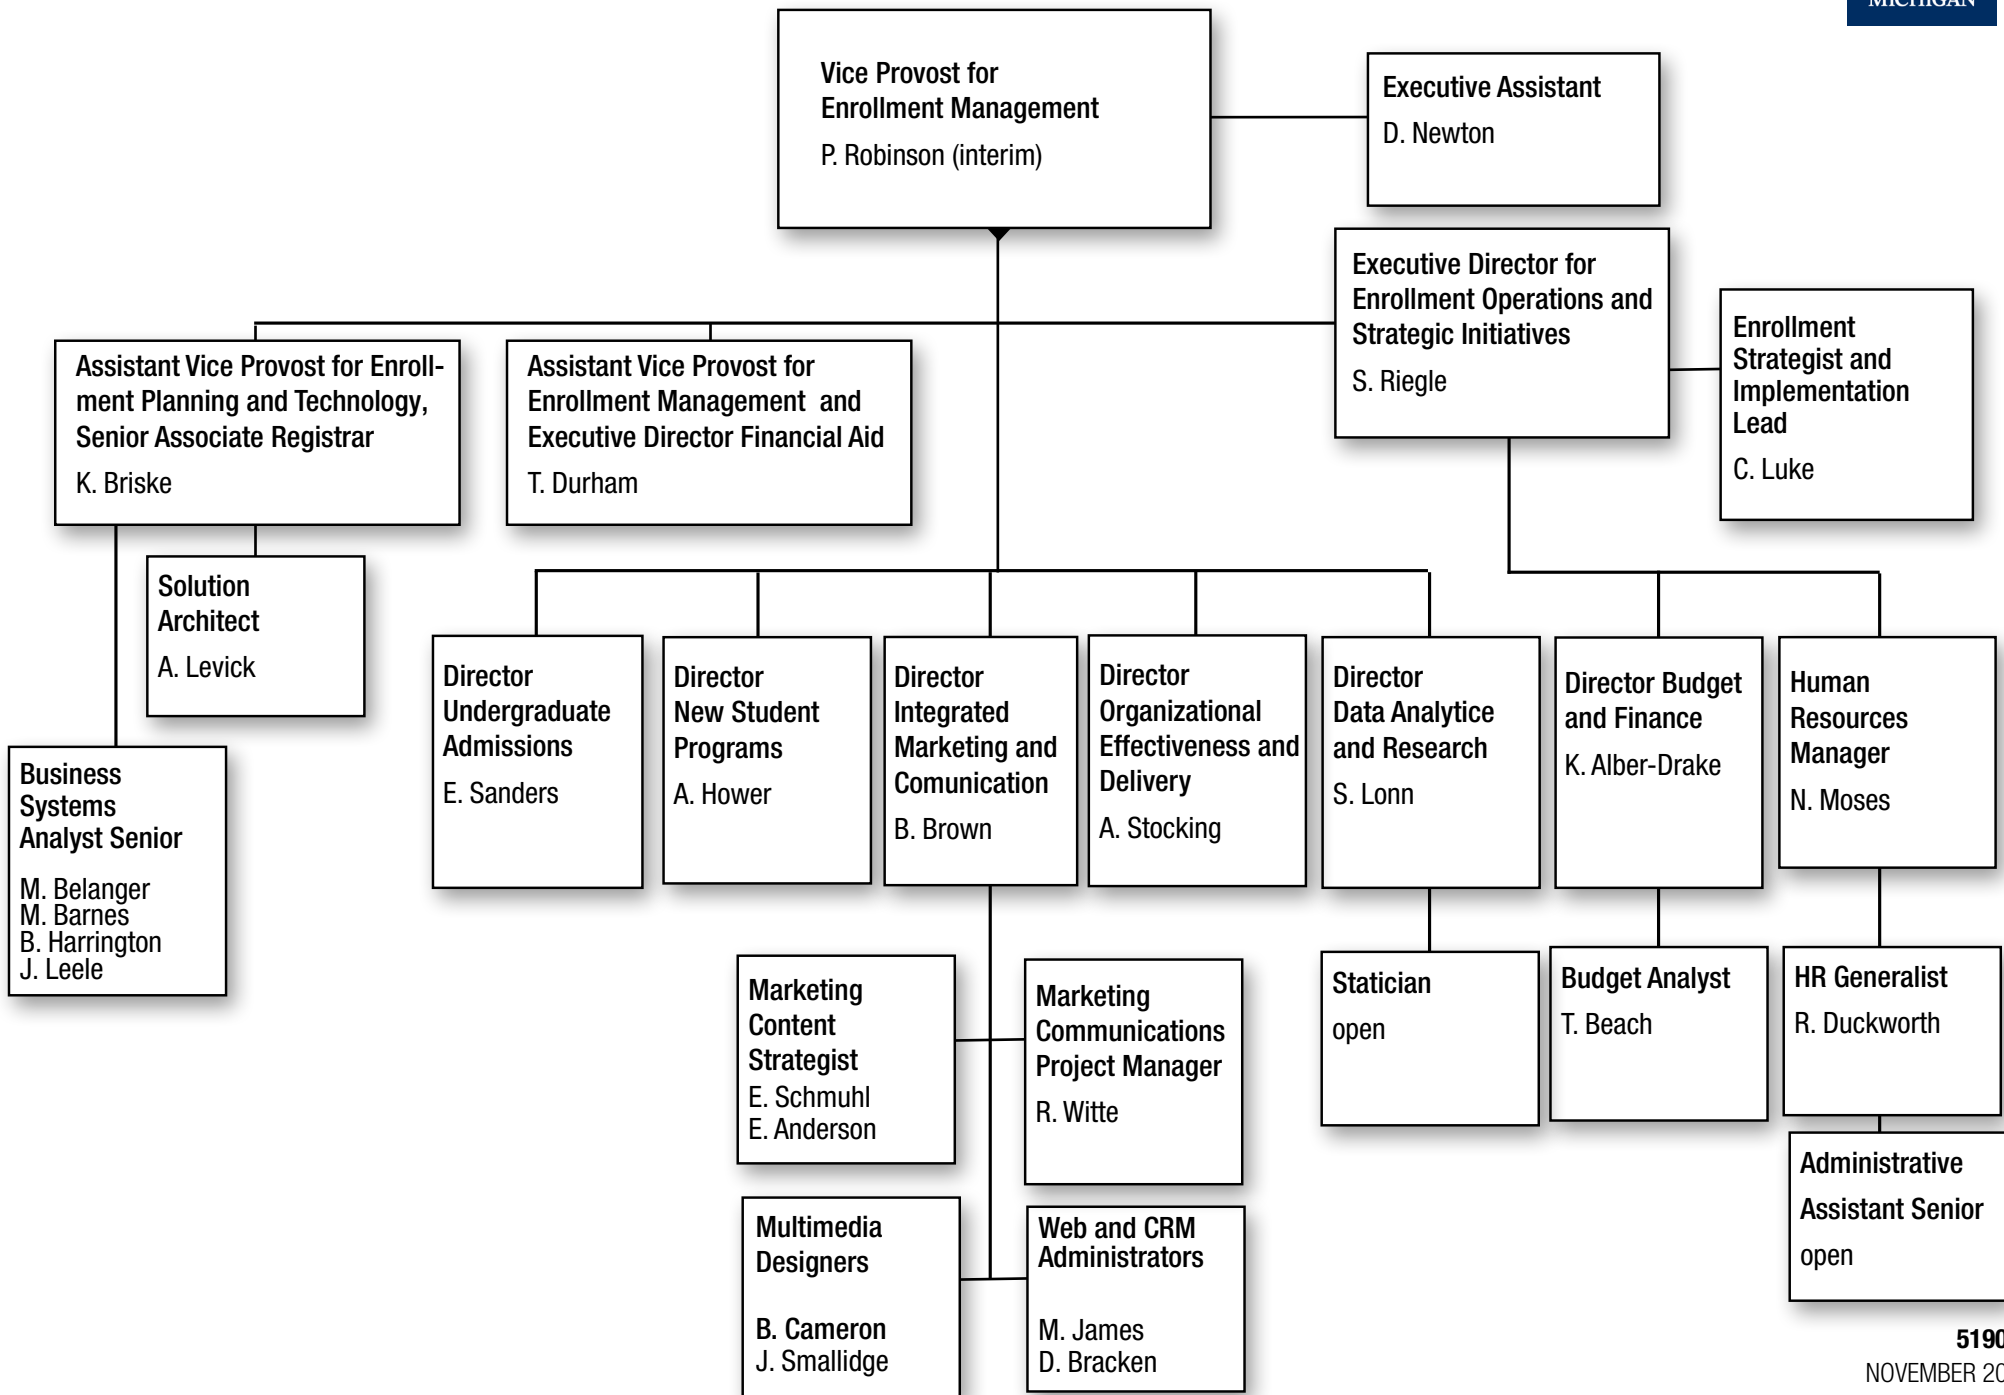 MICHIGAN
Vice Provost for
Enrollment Management
P. Robinson (interim)
Executive Assistant
D. Newton
Executive Director for
Enrollment Operations and
Strategic Initiatives
S. Riegle
Enrollment
Strategist and
Implementation
Lead
C. Luke
Assistant Vice Provost for Enroll-
ment Planning and Technology,
Senior Associate Registrar
K. Briske
Assistant Vice Provost for
Enrollment Management and
Executive Director Financial Aid
T. Durham
Solution
Architect
A. Levick
Business
Systems
Analyst Senior
M. Belanger
M. Barnes
B. Harrington
J. Leele
Director
Undergraduate
Admissions
E. Sanders
Director
New Student
Programs
A. Hower
Director
Integrated
Marketing and
Comunication
B. Brown
Director
Organizational
Effectiveness and
Delivery
A. Stocking
Director
Data Analytice
and Research
S. Lonn
Director Budget
and Finance
K. Alber-Drake
Human
Resources
Manager
N. Moses
Marketing
Content
Strategist
E. Schmuhl
E. Anderson
Marketing
Communications
Project Manager
R. Witte
Statician
open
Budget Analyst
T. Beach
HR Generalist
R. Duckworth
Administrative
Assistant Senior
open
Multimedia
Designers
B. Cameron
J. Smallidge
Web and CRM
Administrators
M. James
D. Bracken
5190
NOVEMBER 20